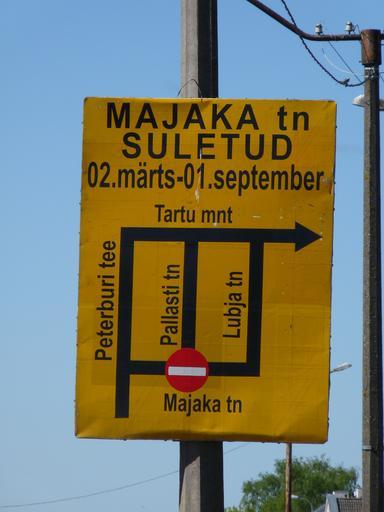 MAJAKA tn
SULETUD
02.märts-01.september
Tartu mnt
Peterburi tee
Pallasti tn
Lubja tn
Majaka tn